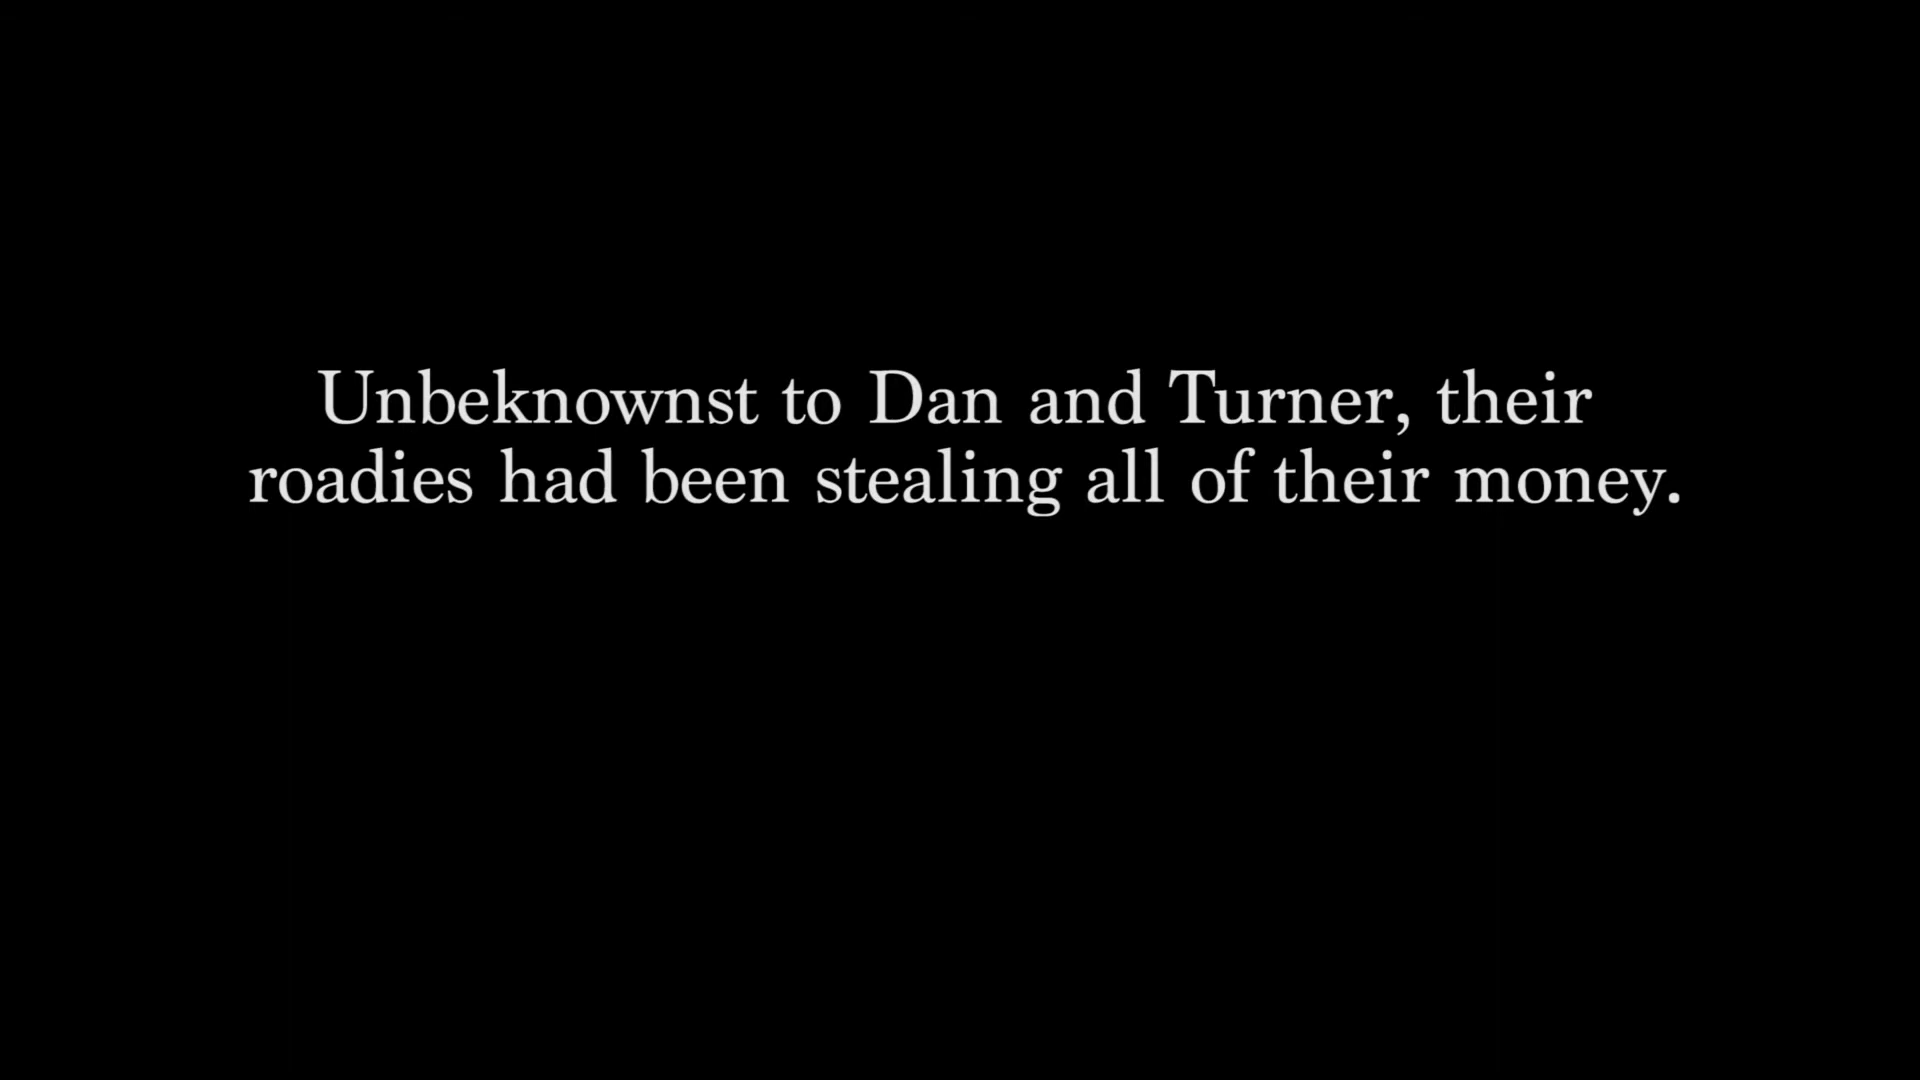 Unbeknownst to Dan and Turner, their
roadies had been stealing all of their money.